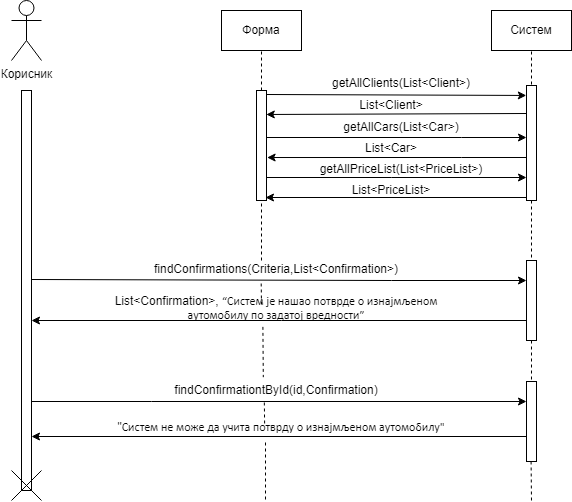 Корисник
Форма
Систем
getAllClients(List<Client>)
List<Client>
getAllCars(List<Car>)
List<Car>
getAllPriceList(List<PriceList>)
List<PriceList>
findConfirmations(Criteria,List<Confirmation>)
List<Confirmation>, “Систем је нашао потврде о изнајмљеном
аутомобилу по задатој вредности”
findConfirmationtById(id,Confirmation)
"Систем не може да учита потврду о изнајмљеном аутомобилу"